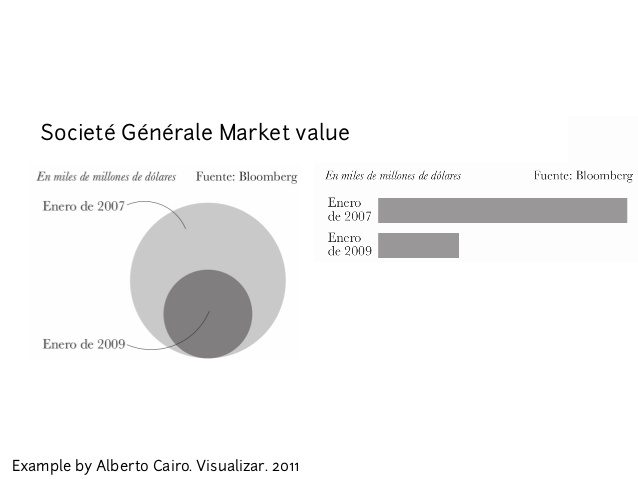 Societé Générale Market value
En miles de millones de dólares Fuente: Bloomberg
Enero de 2007
Enero de 2009
En miles de millones de dólares Fuente: Bloomberg
Enero
de 2007
Enero
de 2009
Example by Alberto Cairo. Visualizar. 2011